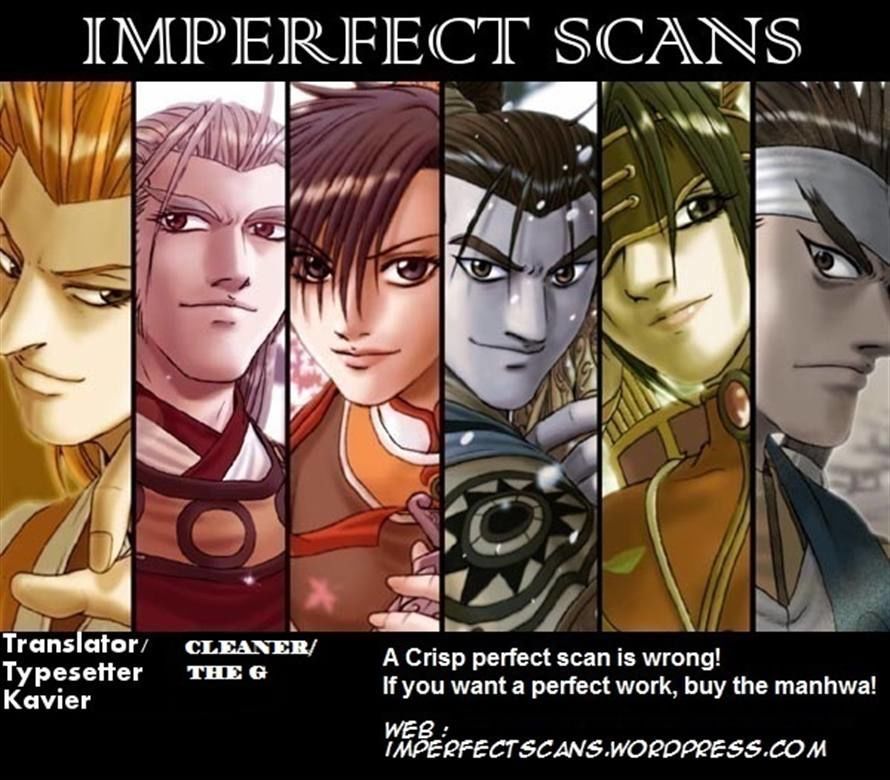 IMPERFECT SCANS
Translator/
Typesetter
Kavier
CLEANER/
THE G
A Crisp perfect scan is wrong!
If you want a perfect work, buy the manhwa!
WEB :
IMPERFECTSCANS.WORDPRESS.COM